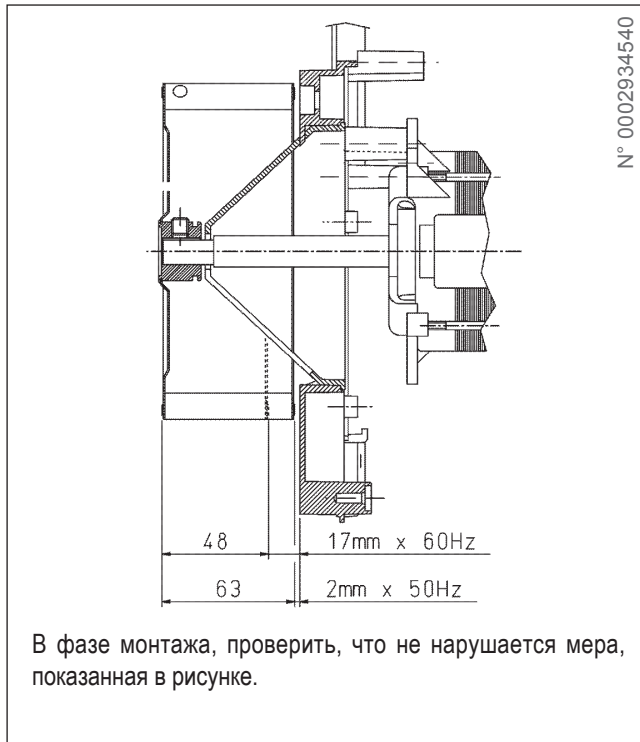 N° 0002934540
48 17mm x 60Hz
63 2mm x 50Hz
В фазе монтажа, проверить, что не нарушается мера,
показанная в рисунке.